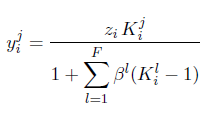 $$y_i^j = \frac{z_i K_i^j}{1 + \sum_{l=1}^{F} \beta^l (K_i^l - 1)}$$